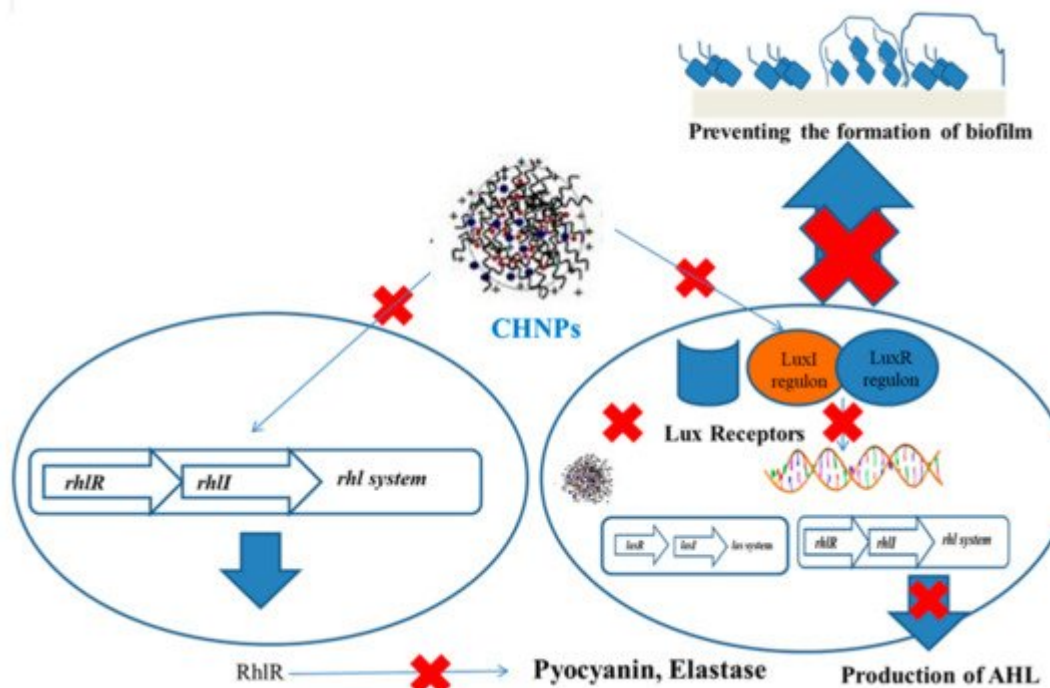 Preventing the formation of biofilm
CHNPs
LuxI
regulon
LuxR
regulon
Lux Receptors
rhlR
rhlI
rhl system
lasR
lasI
las system
rhlR
rhlI
rhl system
RhlR
Pyocyanin, Elastase
Production of AHL